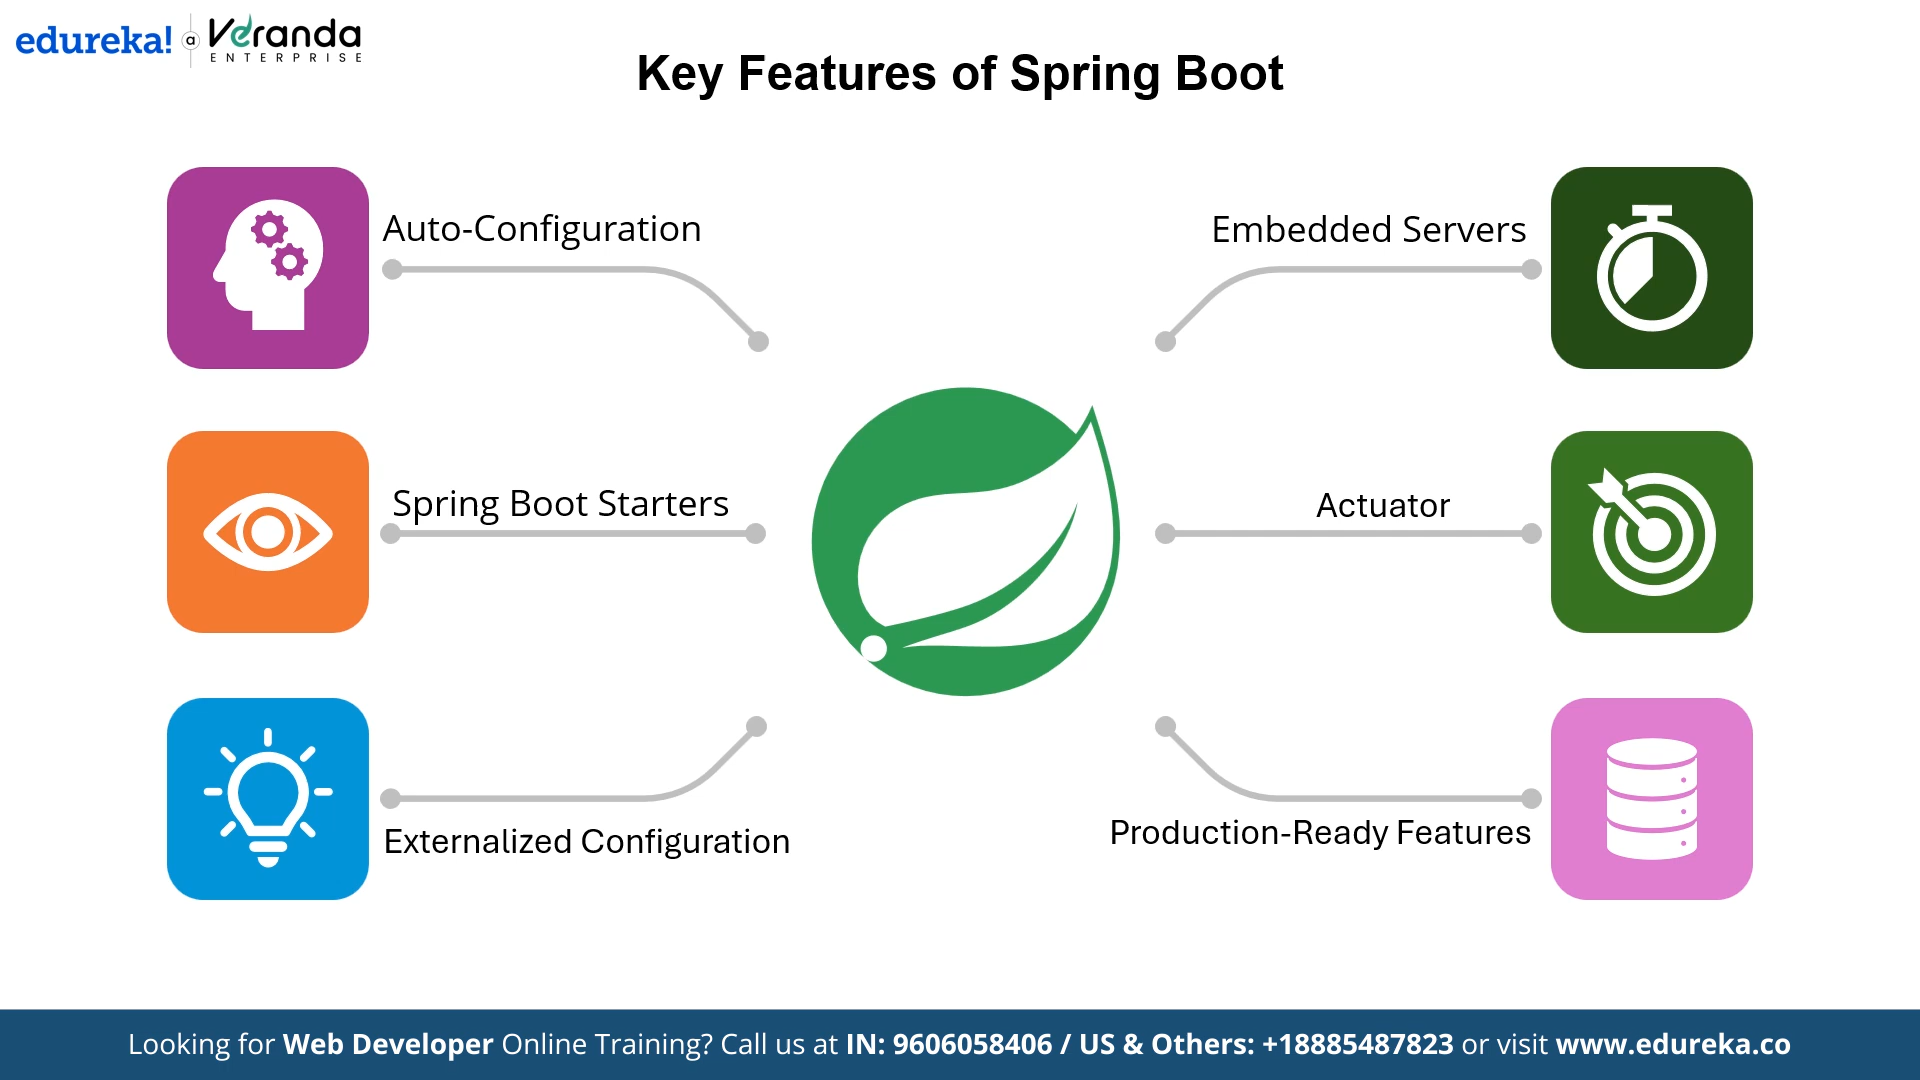 edureka! a Veranda
ENTERPRISE
Key Features of Spring Boot
Auto-Configuration
Embedded Servers
Spring Boot Starters
Actuator
Externalized Configuration
Production-Ready Features
Looking for Web Developer Online Training? Call us at IN: 9606058406 / US & Others: +18885487823 or visit www.edureka.co